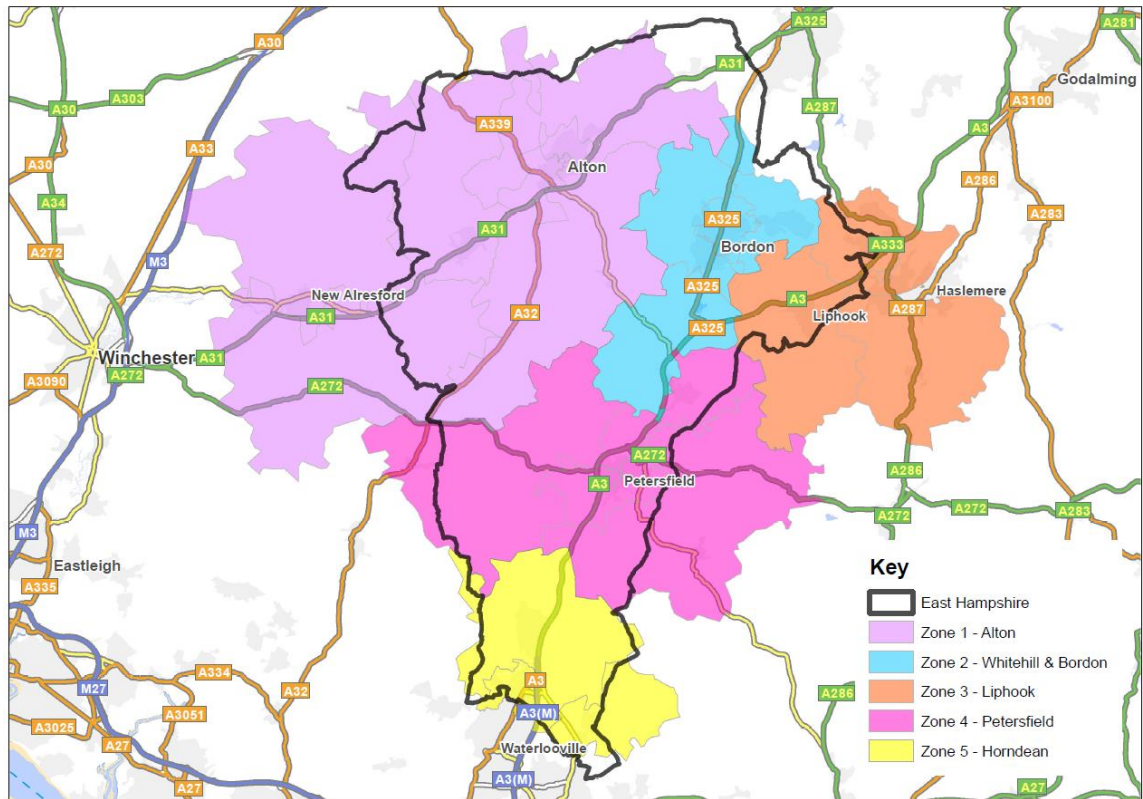 A30
A325
A31
A281
A303
A30
A287
Godalming
A3100
A339
A3
A33
A30
Alton
A34
A286
A325
A283
A31
Bordon
A333
A272
M3
A325
New Alresford
A3
Haslemere
A31
A32
A325
Liphook
A287
Winchester
A31
A272
A3090
A272
A272
A286
A3
Petersfield
A272
A272
A283
M3
Eastleigh
Key
A335
East Hampshire
Zone 1 - Alton
A334
A3
Zone 2 - Whitehill & Bordon
M27
A32
A286
Zone 3 - Liphook
A3051
A3(M)
Zone 4 - Petersfield
A3025
A27
Waterlooville
Zone 5 - Horndean
A3(M)
A27
A27